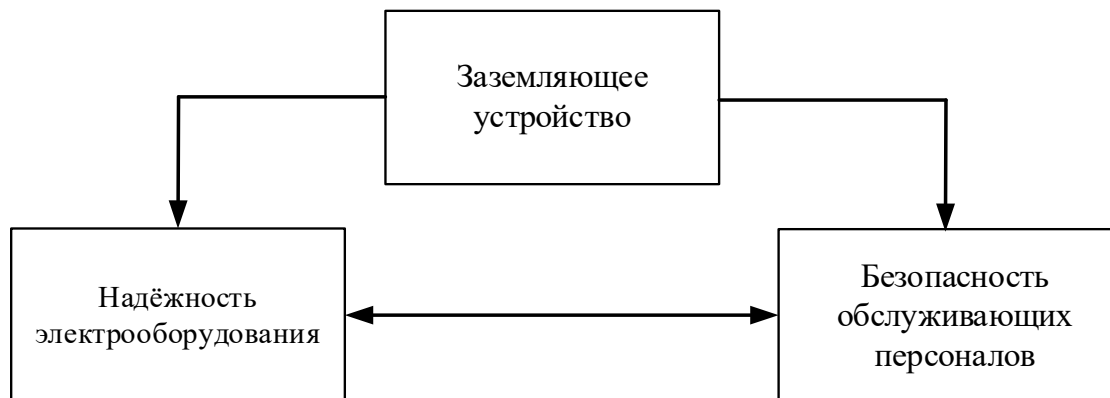 Заземляющее
устройство
Надёжность
электрооборудования
Безопасность
обслуживающих
персоналов